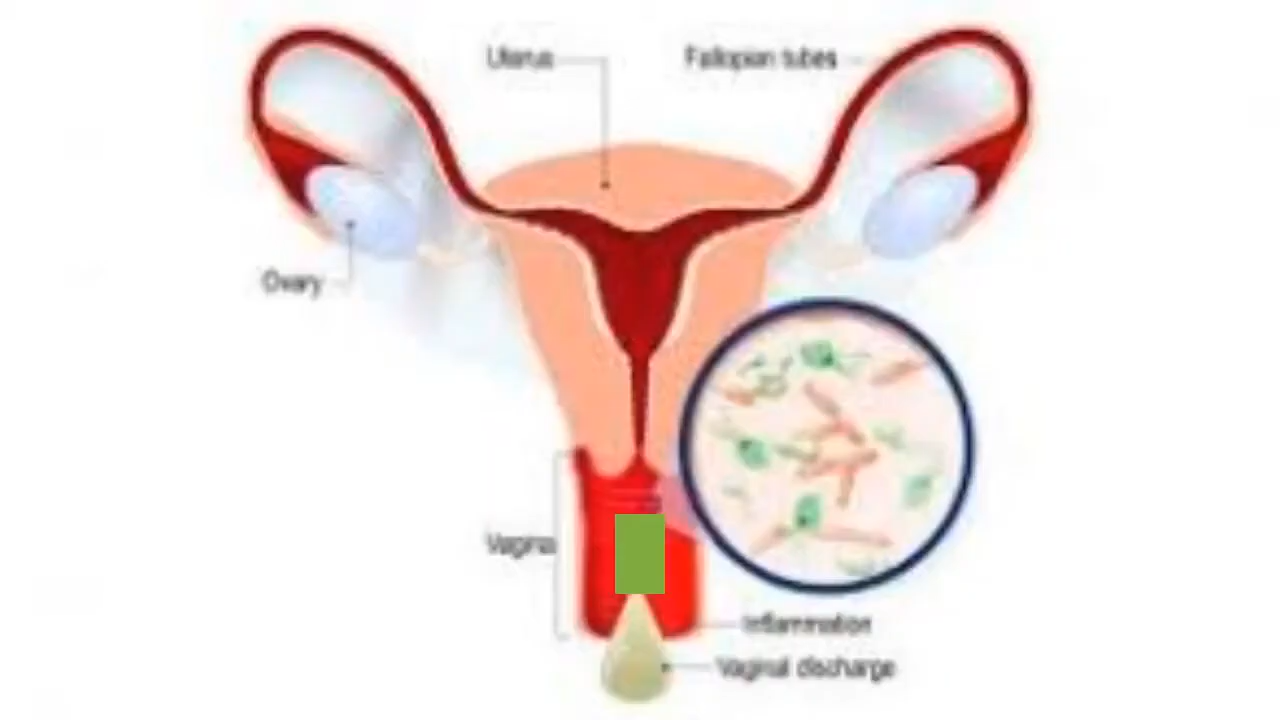 Uterus
Fallopian tubes
Ovary
Vagina
Inflammation
Vaginal discharge